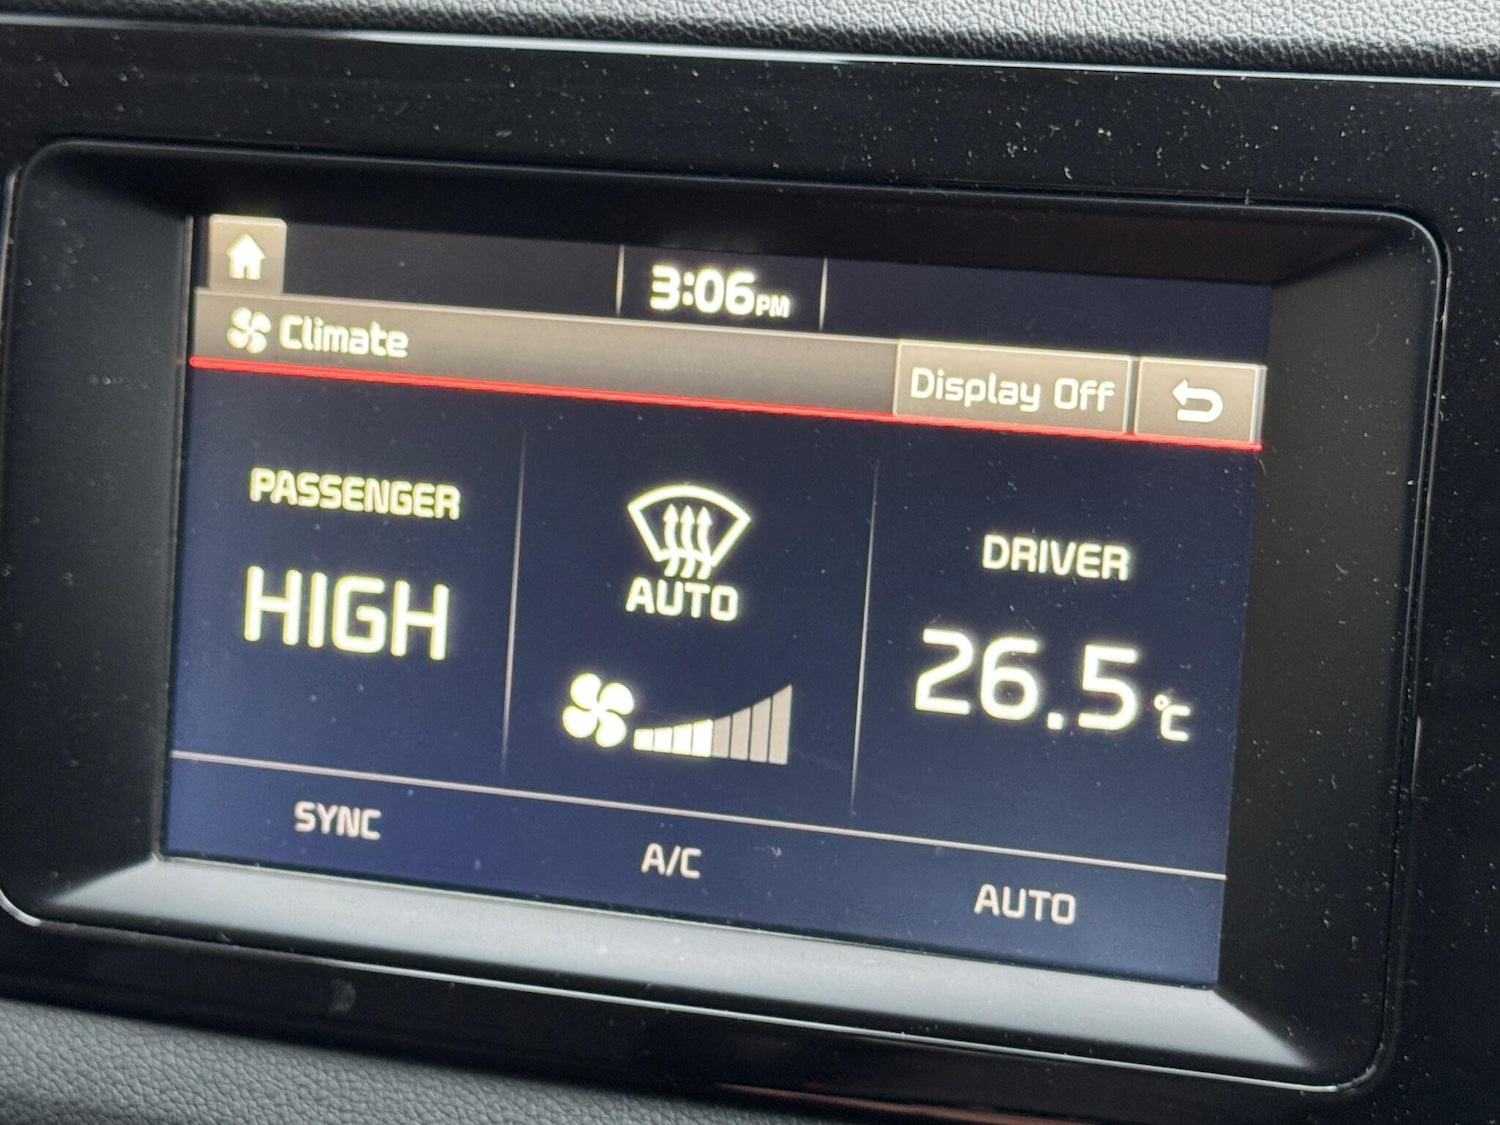 3:06PM
Climate
Display Off
PASSENGER
HIGH
AUTO
DRIVER
26.5 °C
SYNC
A/C
AUTO